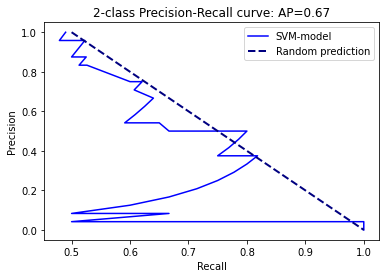 2-class Precision-Recall curve: AP=0.67
SVM-model
Random prediction
Precision
1.0
0.8
0.6
0.4
0.2
0.0
0.5
0.6
0.7
0.8
0.9
1.0
Recall